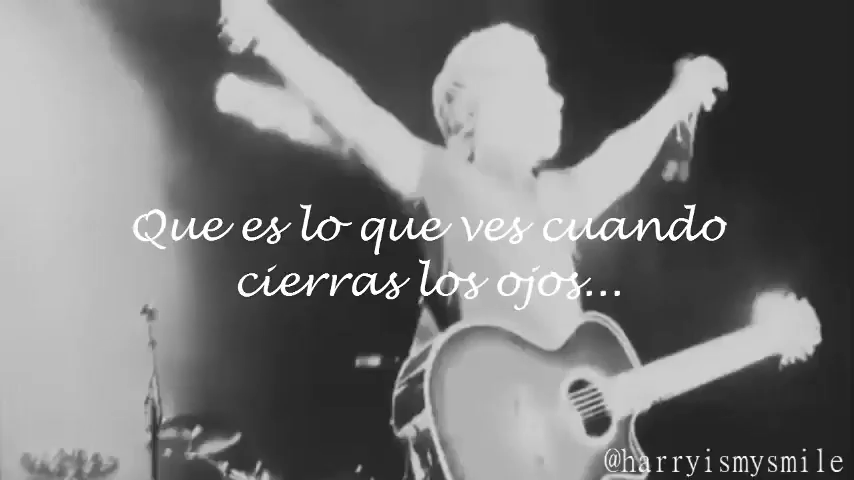 Que es lo que ves cuando
cierras los ojos...
@harryismysmile